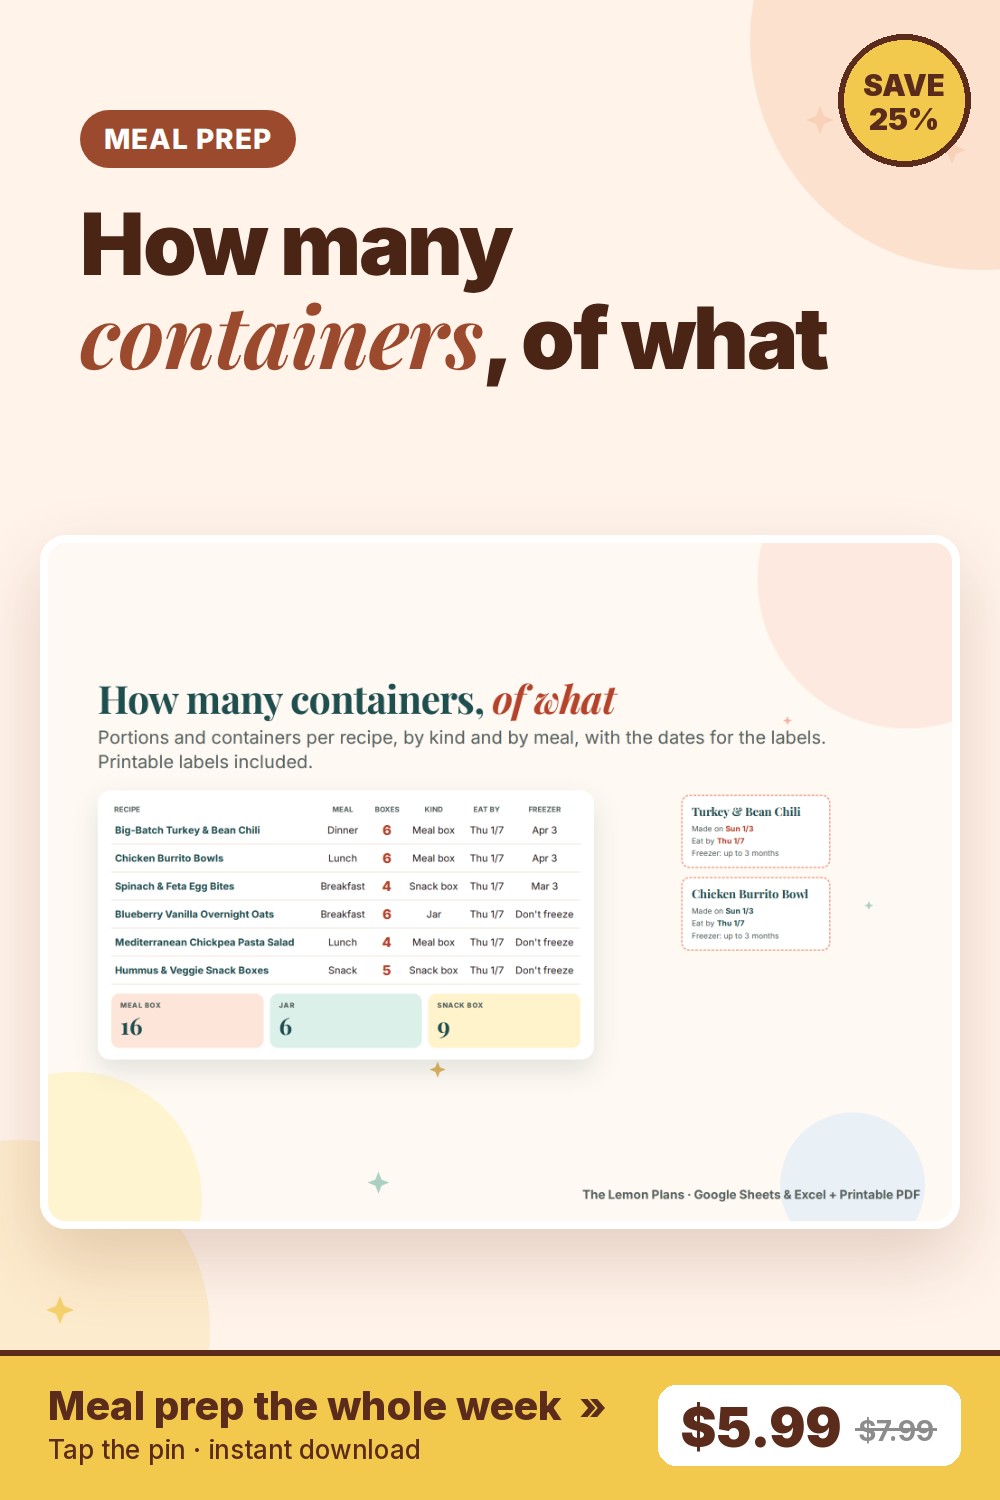 SAVE
25%
MEAL PREP
How many
containers, of what
How many containers, of what
Portions and containers per recipe, by kind and by meal, with the dates for the labels.
Printable labels included.
RECIPE MEAL BOXES KIND EAT BY FREEZER
Big-Batch Turkey & Bean Chili Dinner 6 Meal box Thu 1/7 Apr 3
Chicken Burrito Bowls Lunch 6 Meal box Thu 1/7 Apr 3
Spinach & Feta Egg Bites Breakfast 4 Snack box Thu 1/7 Mar 3
Blueberry Vanilla Overnight Oats Breakfast 6 Jar Thu 1/7 Don't freeze
Mediterranean Chickpea Pasta Salad Lunch 4 Meal box Thu 1/7 Don't freeze
Hummus & Veggie Snack Boxes Snack 5 Snack box Thu 1/7 Don't freeze
MEAL BOX JAR SNACK BOX
16 6 9
Turkey & Bean Chili
Made on Sun 1/3
Eat by Thu 1/7
Freezer: up to 3 months
Chicken Burrito Bowl
Made on Sun 1/3
Eat by Thu 1/7
Freezer: up to 3 months
The Lemon Plans · Google Sheets & Excel + Printable PDF
Meal prep the whole week »
Tap the pin · instant download
$5.99 $7.99